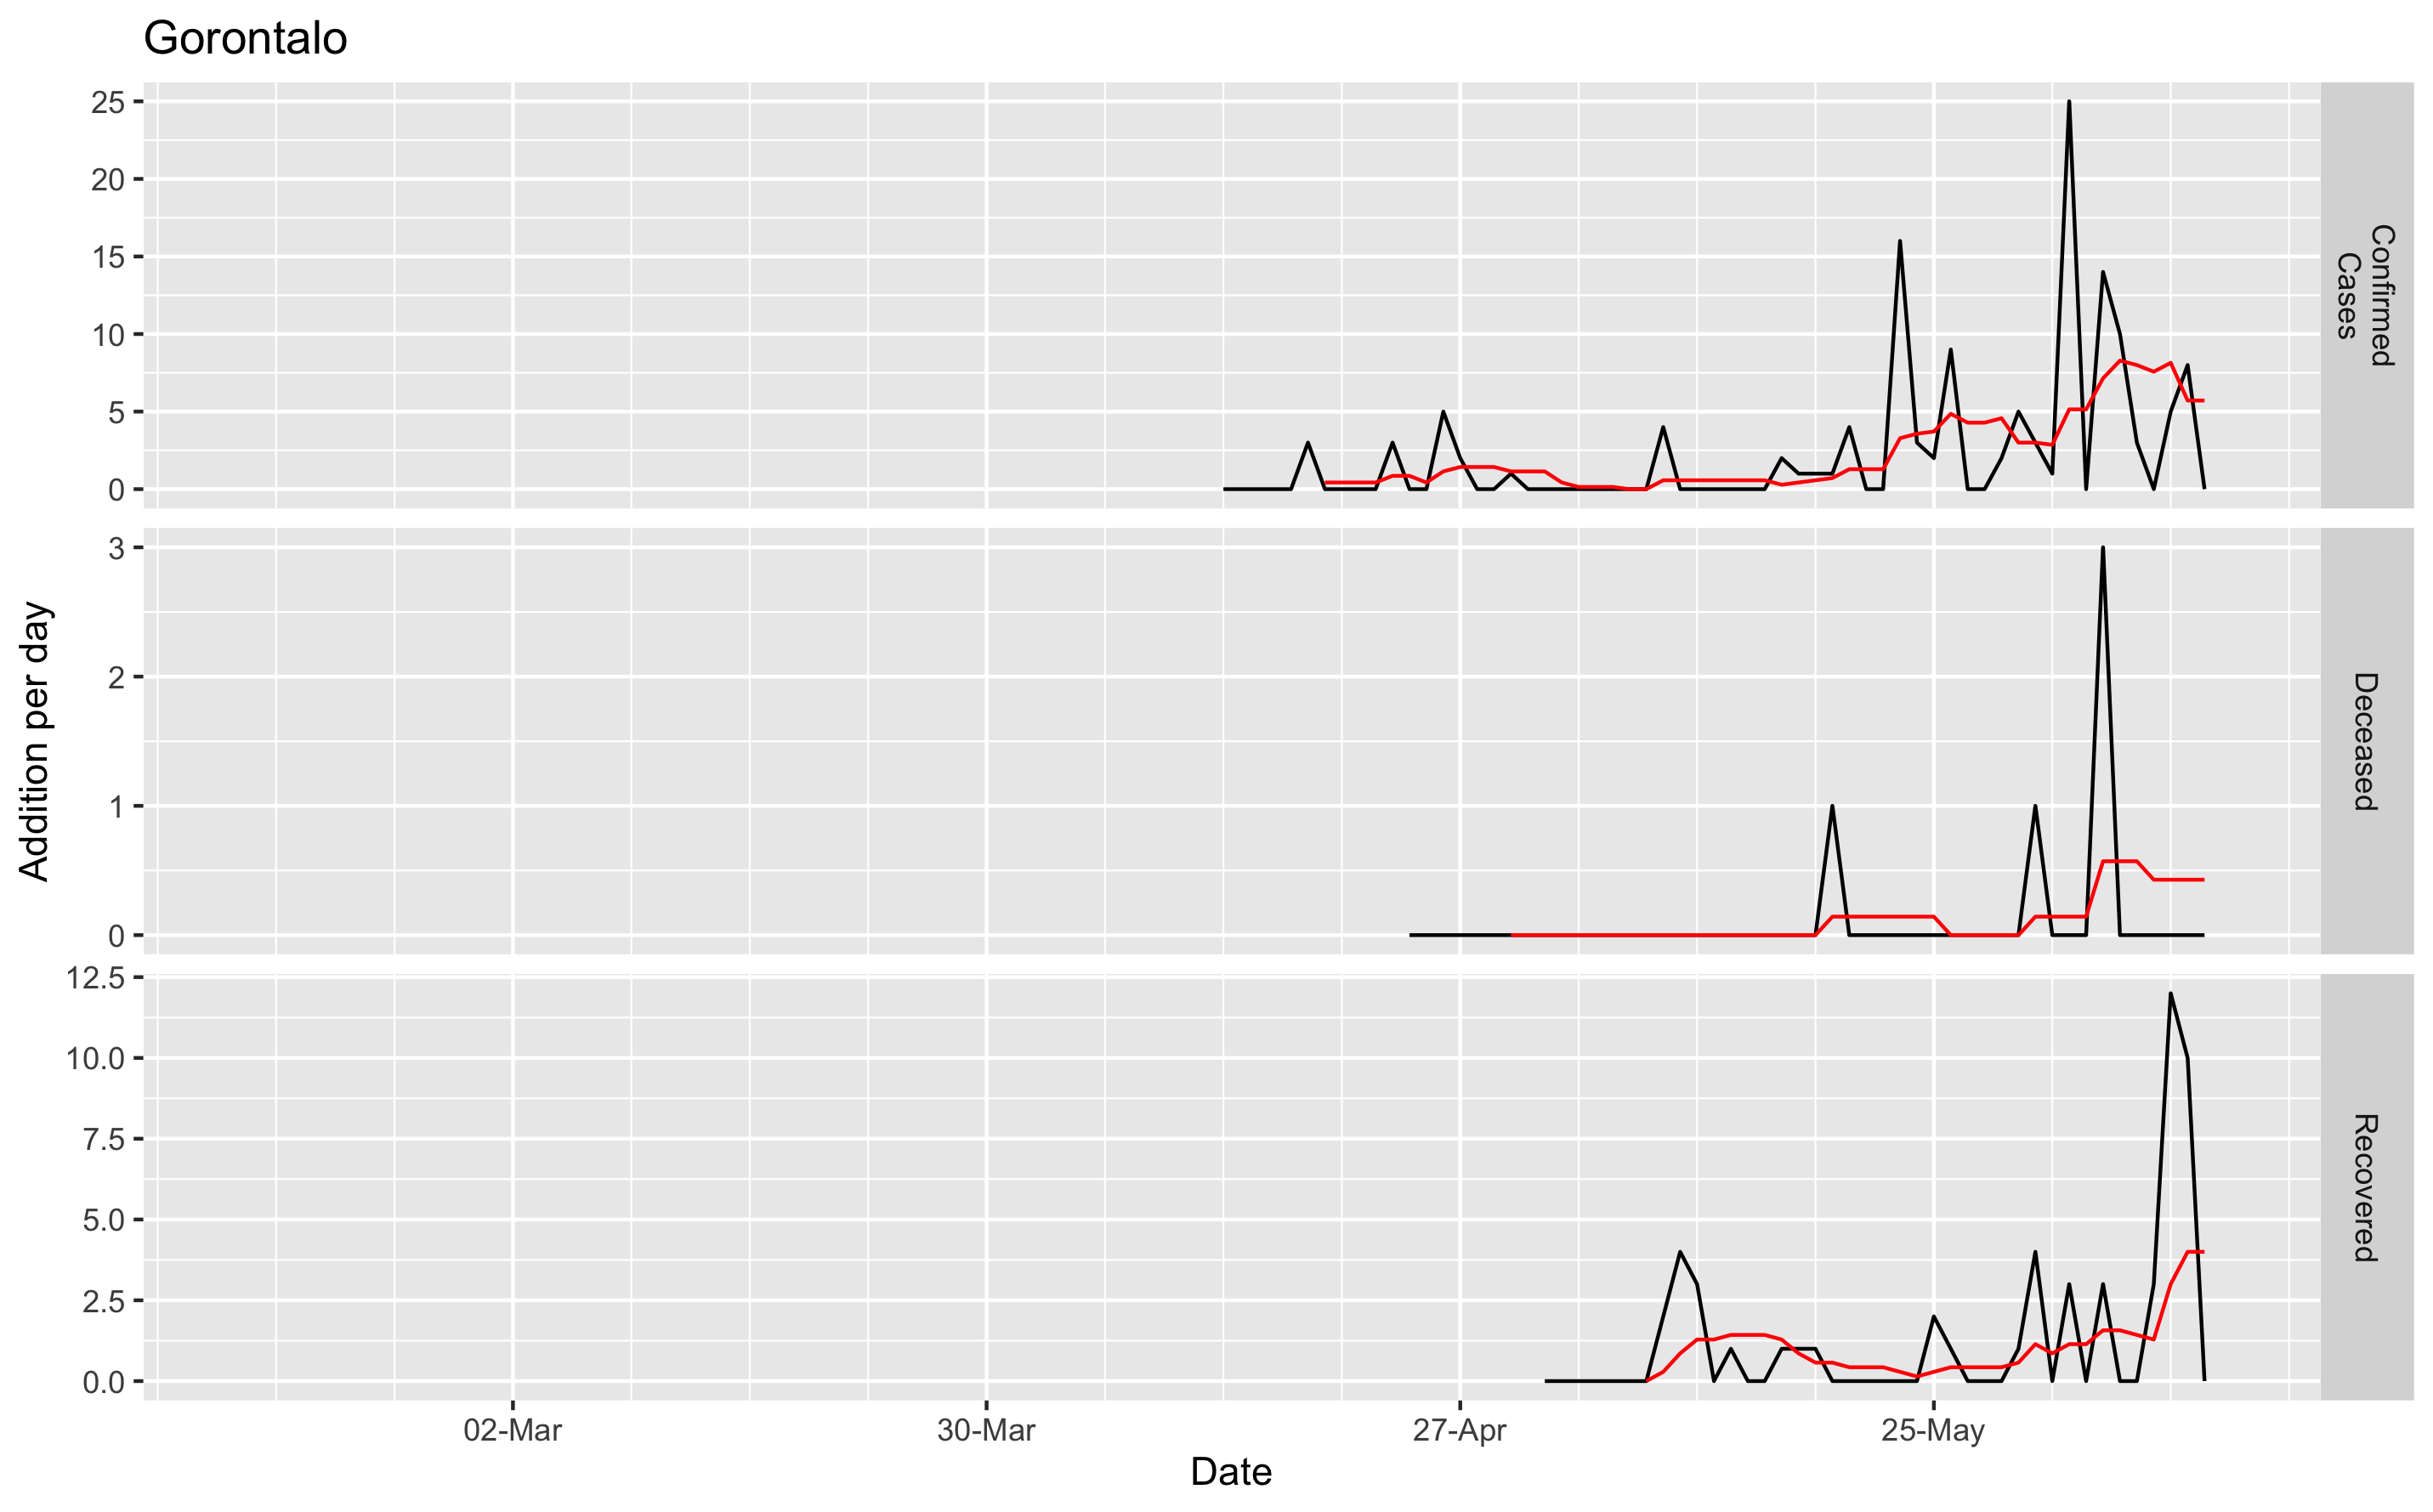 Gorontalo
25
20
15
10
5
0
Confirmed
Cases
3
2
1
0
Deceased
12.5
10.0
7.5
5.0
2.5
0.0
Recovered
Addition per day
02-Mar
30-Mar
27-Apr
25-May
Date